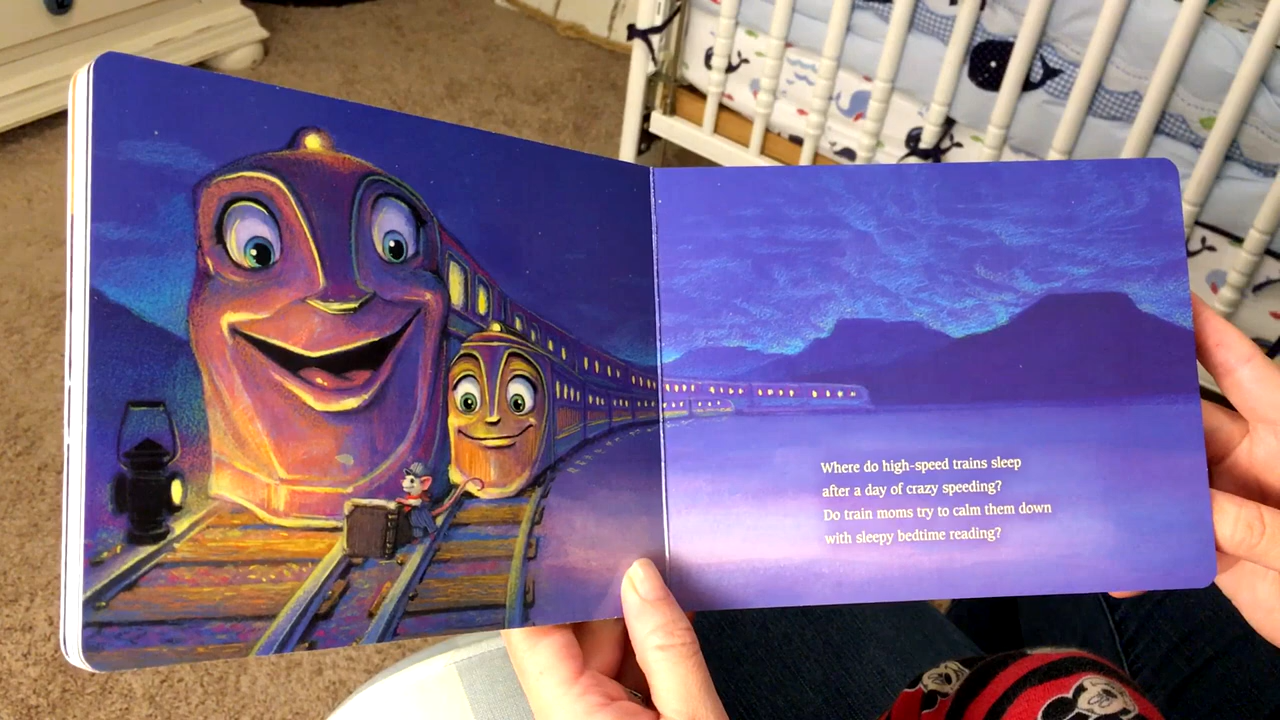 Where do high-speed trains sleep
after a day of crazy speeding?
Do train moms try to calm them down
with sleepy bedtime reading?